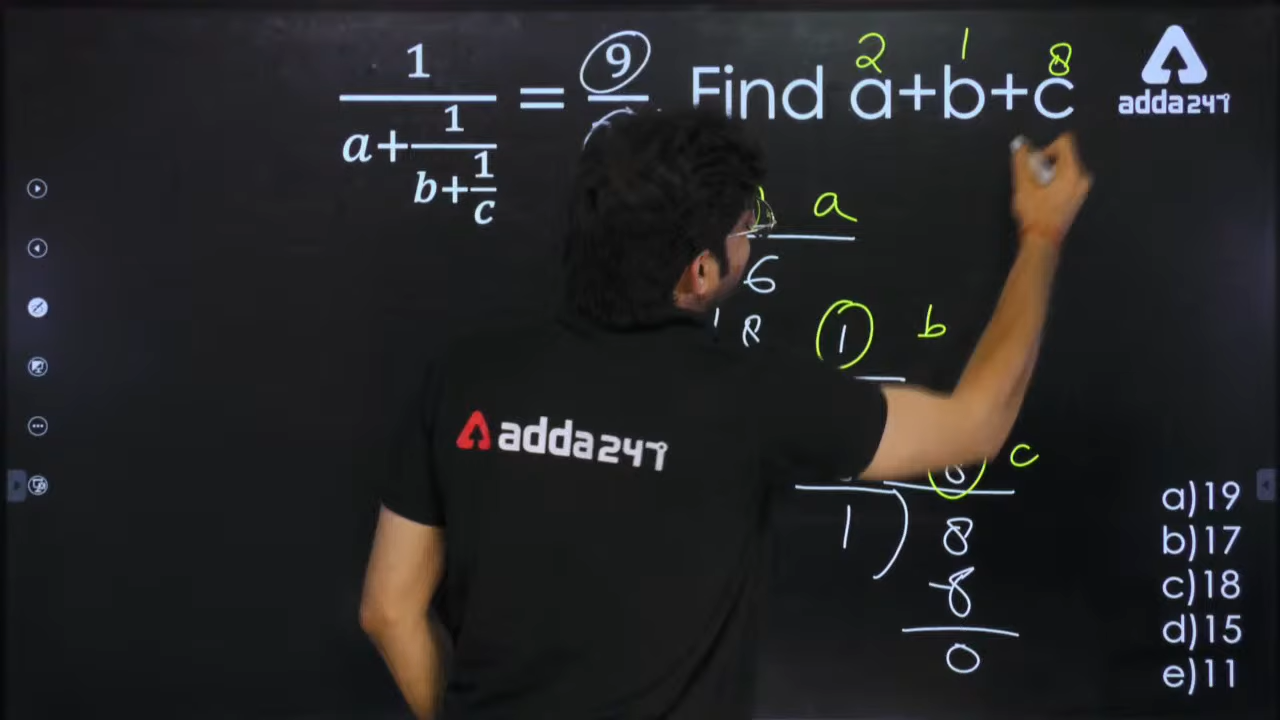 2 1 8
1 / a+ 1 / b+ 1 / c = 9 Find a+b+c
adda247
a
6
1 8
1 b
c
1 ) 8
-8
0
adda247
a)19
b)17
c)18
d)15
e)11